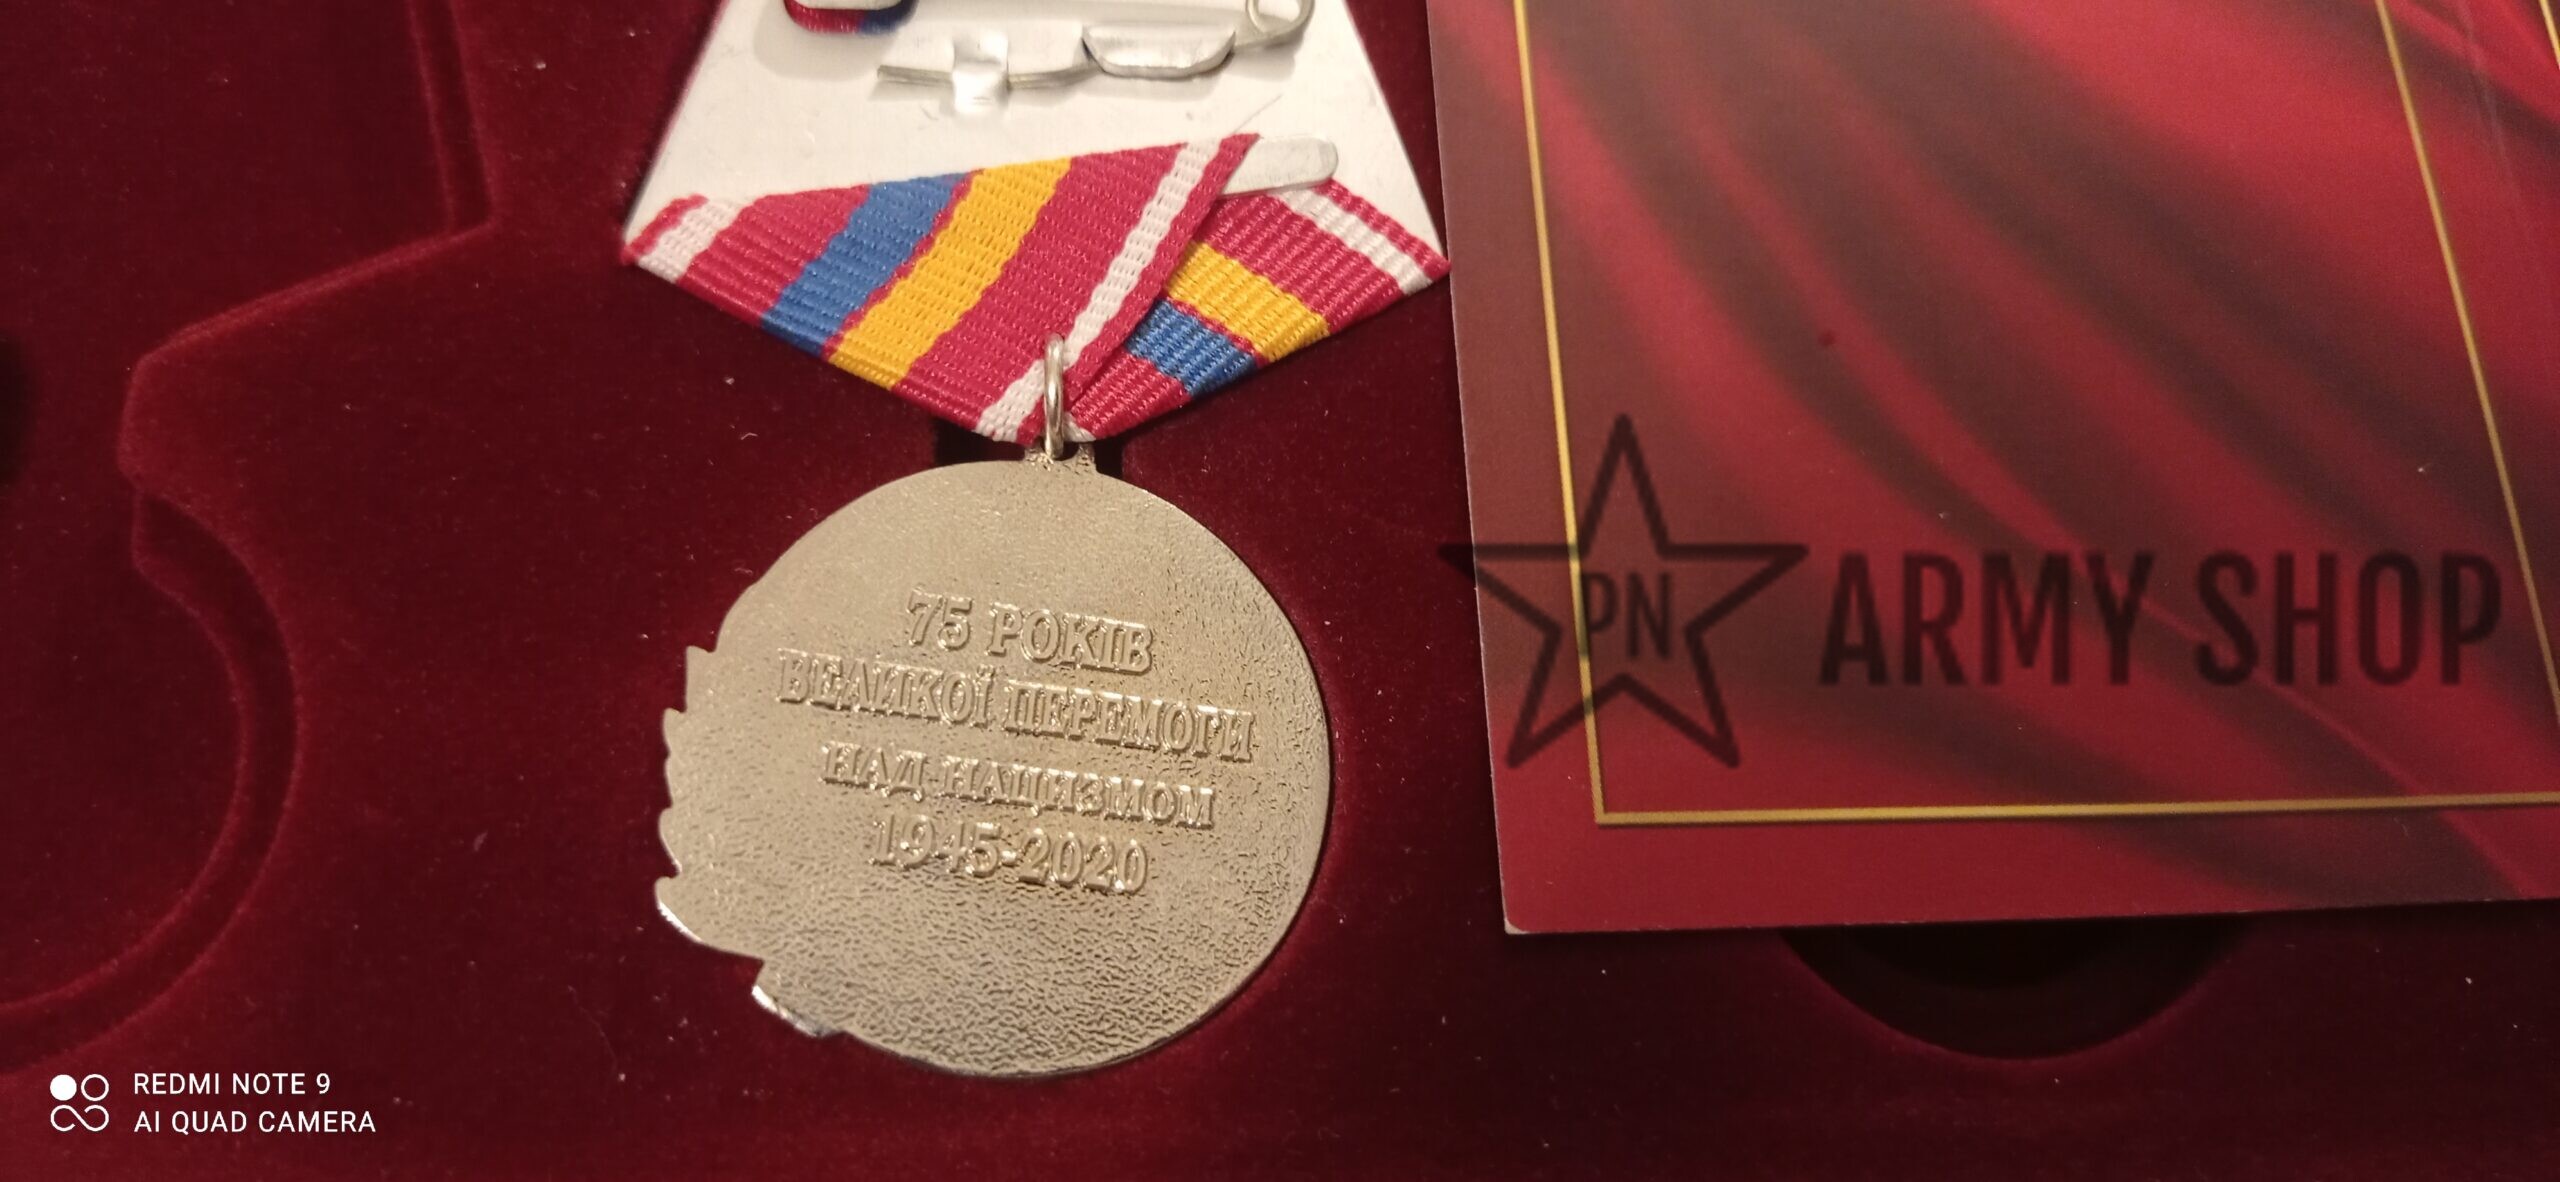 75 РОКІВ
ВЕЛИКОЇ ПЕРЕМОГИ
НАД НАЦИЗМОМ
1945-2020
PN ARMY SHOP
REDMI NOTE 9
AI QUAD CAMERA